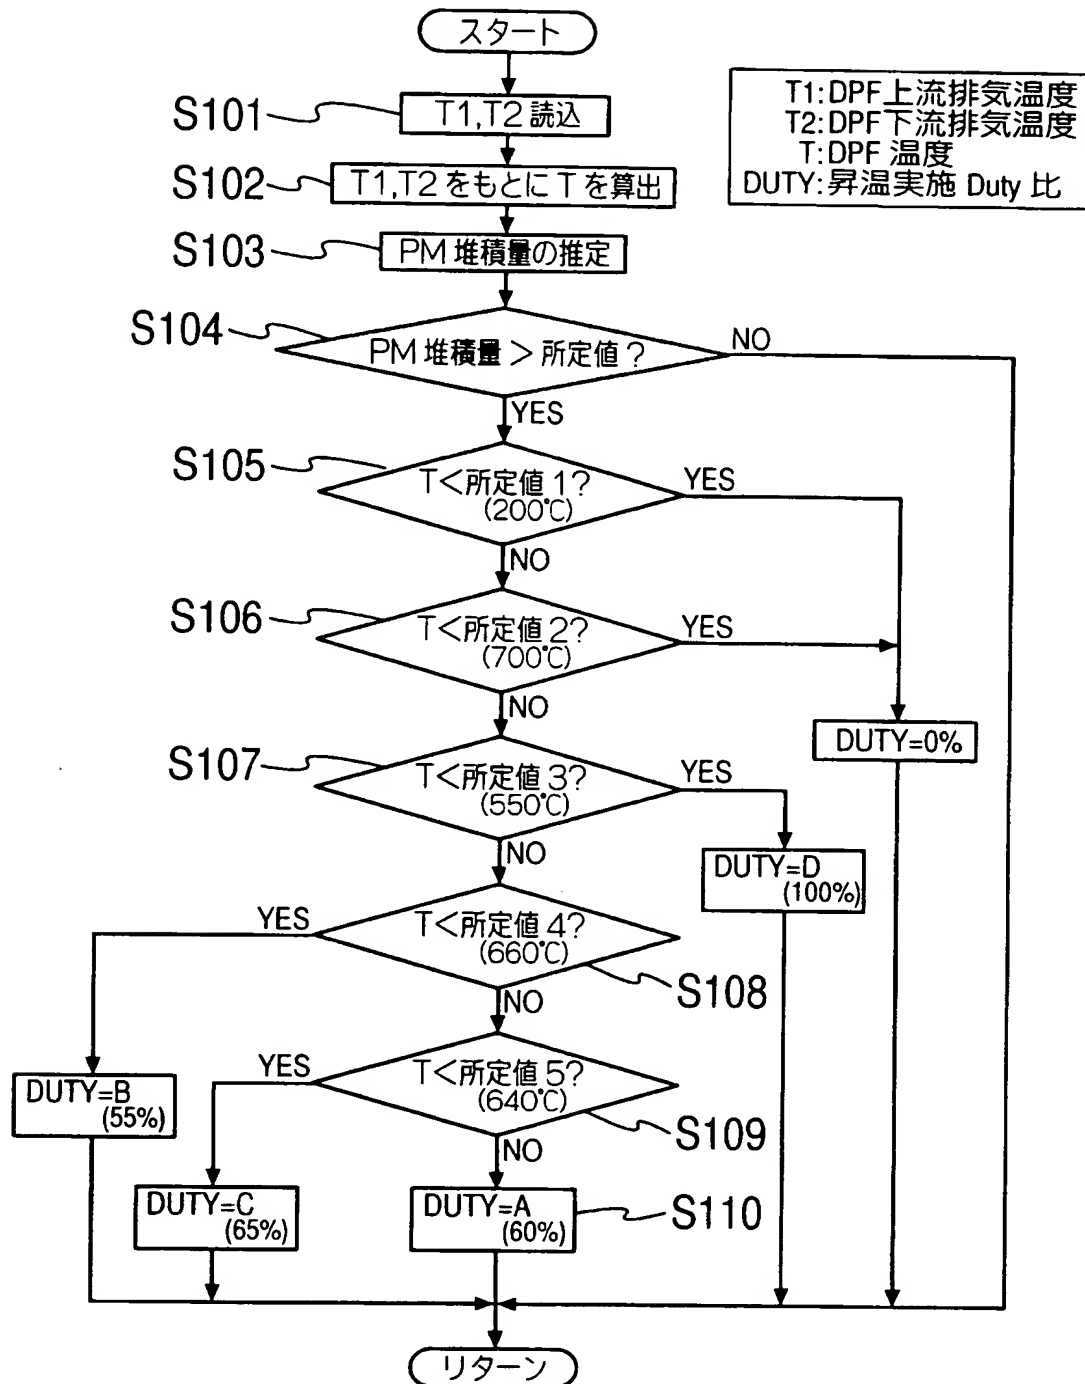 スタート
T1:DPF上流排気温度
T2:DPF下流排気温度
T:DPF 温度
DUTY:昇温実施 Duty 比
S101
T1,T2 読込
S102
T1,T2 をもとに T を算出
S103
PM 堆積量の推定
S104
PM 堆積量 > 所定値?
NO
YES
S105
T<所定値 1?
(200℃)
YES
NO
S106
T<所定値 2?
(700℃)
YES
NO
DUTY=0%
S107
T<所定値 3?
(550℃)
YES
NO
DUTY=D
(100%)
YES
T<所定値 4?
(660℃)
S108
NO
YES
T<所定値 5?
(640℃)
DUTY=B
(55%)
S109
NO
DUTY=C
(65%)
DUTY=A
(60%)
S110
リターン